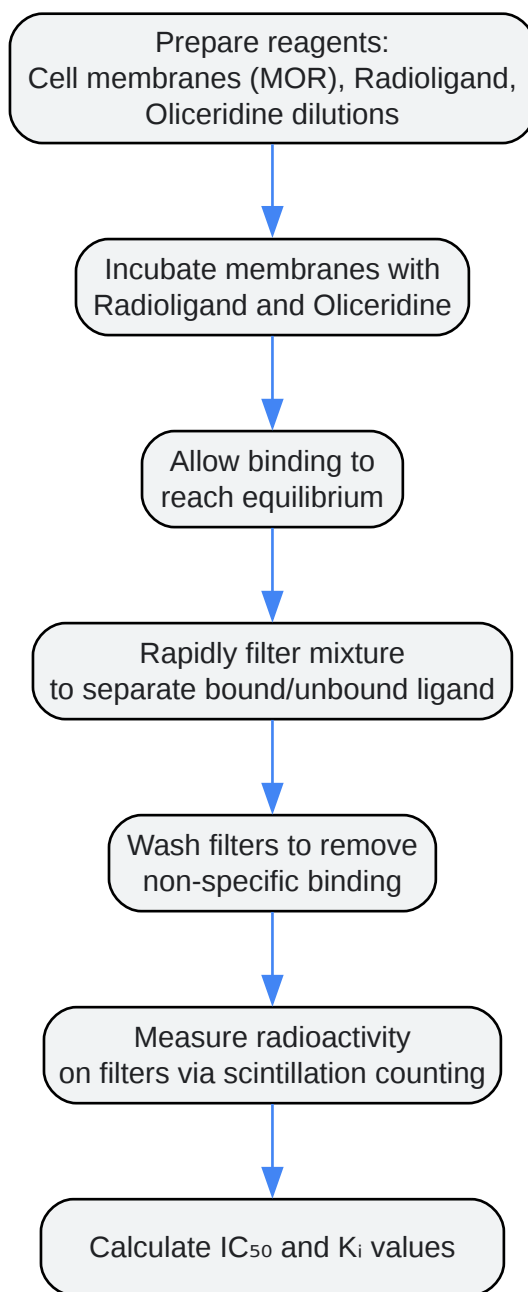 Prepare reagents:
Cell membranes (MOR), Radioligand,
Oliceridine dilutions
Incubate membranes with
Radioligand and Oliceridine
Allow binding to
reach equilibrium
Rapidly filter mixture
to separate bound/unbound ligand
Wash filters to remove
non-specific binding
Measure radioactivity
on filters via scintillation counting
Calculate IC₅₀ and Kᵢ values